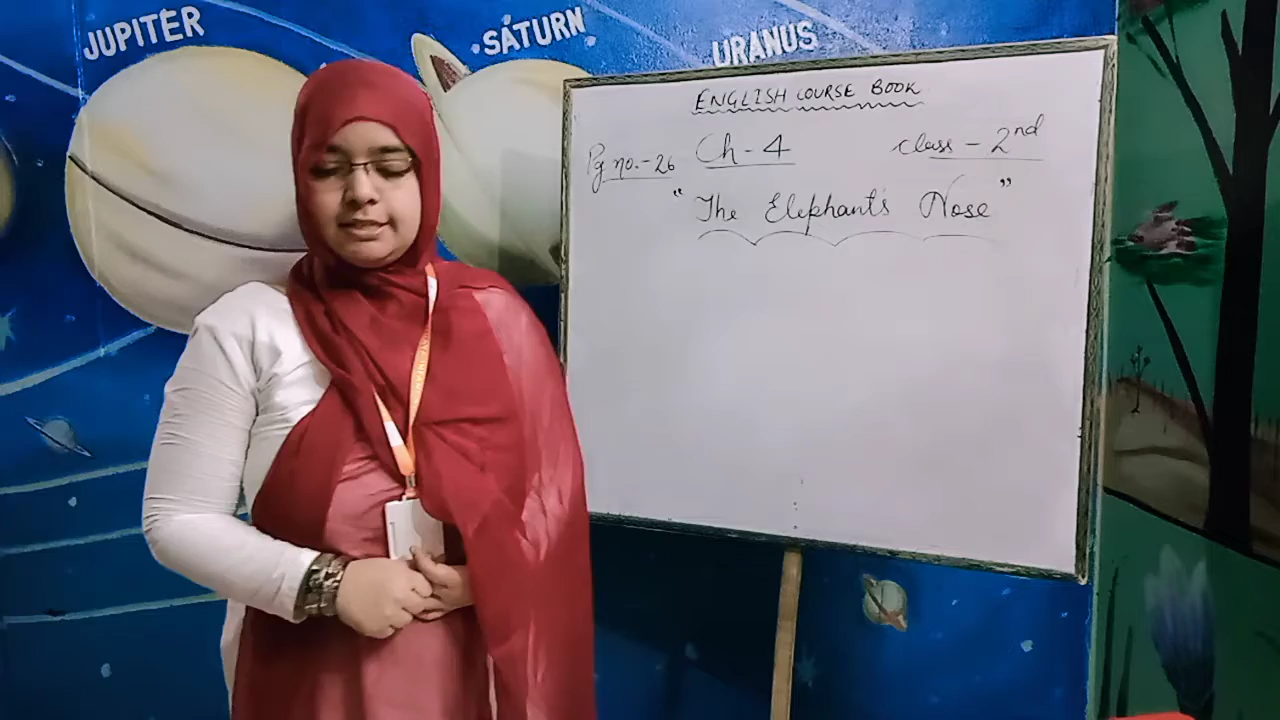 JUPITER
SATURN
URANUS
ENGLISH COURSE BOOK
Pg no.-26 Ch-4 class-2nd
"The Elephant's Nose"